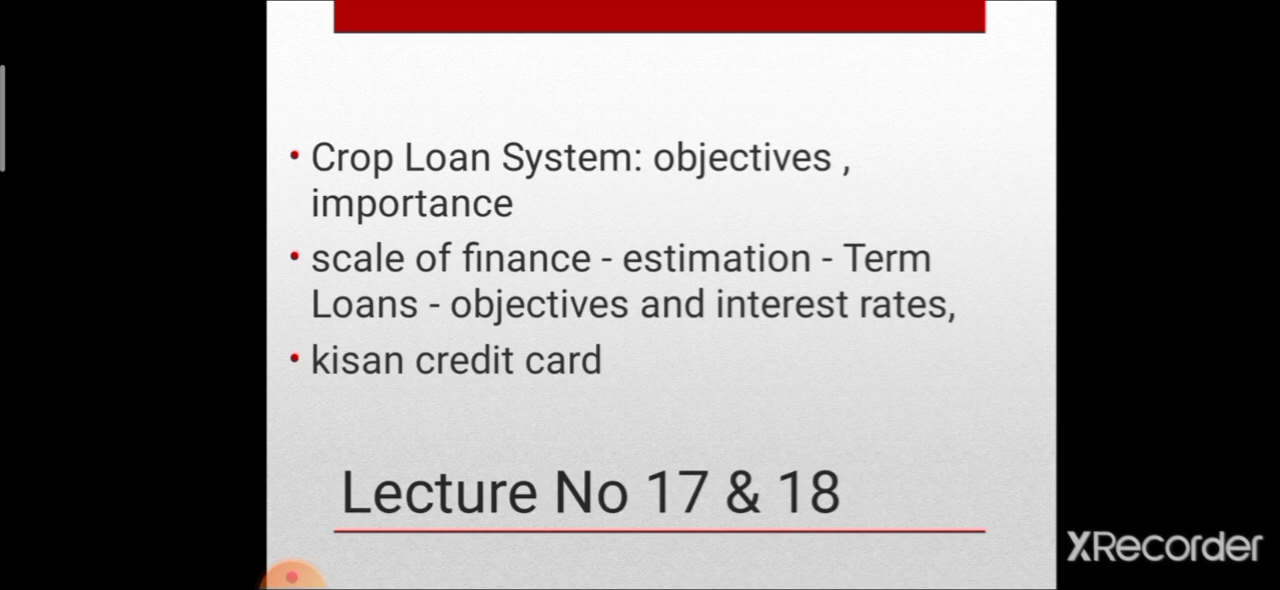 • Crop Loan System: objectives ,
importance
• scale of finance - estimation - Term
Loans - objectives and interest rates,
• kisan credit card
Lecture No 17 & 18
XRecorder